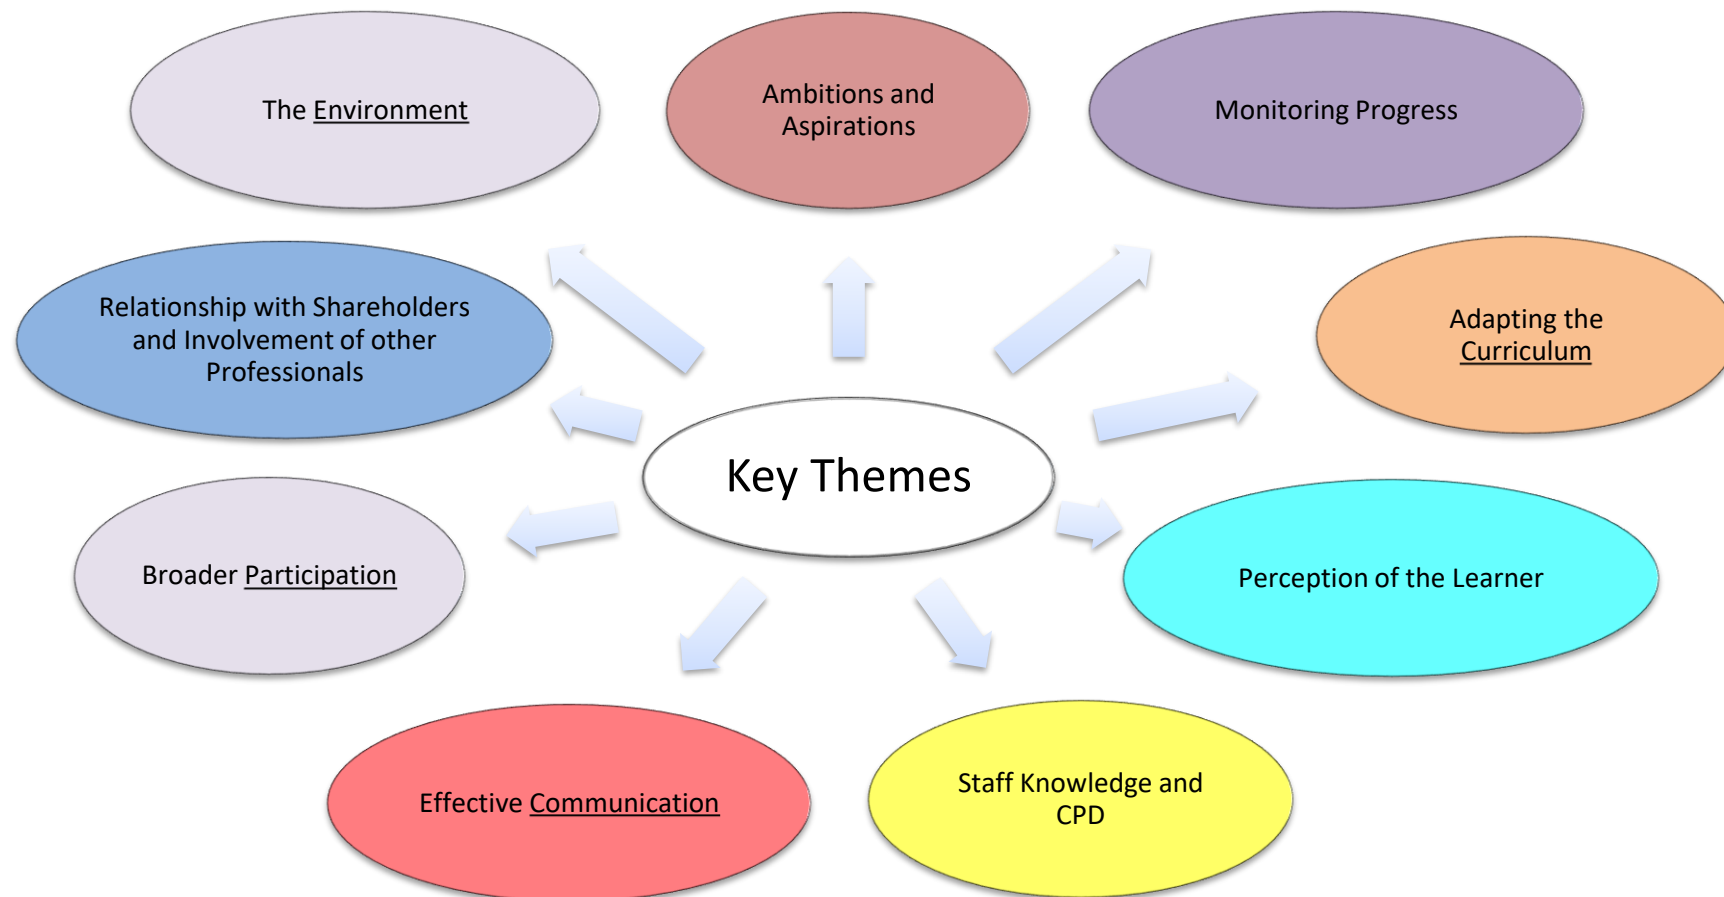 The Environment
Ambitions and
Aspirations
Monitoring Progress
Relationship with Shareholders
and Involvement of other
Professionals
Adapting the
Curriculum
Key Themes
Broader Participation
Perception of the Learner
Effective Communication
Staff Knowledge and
CPD